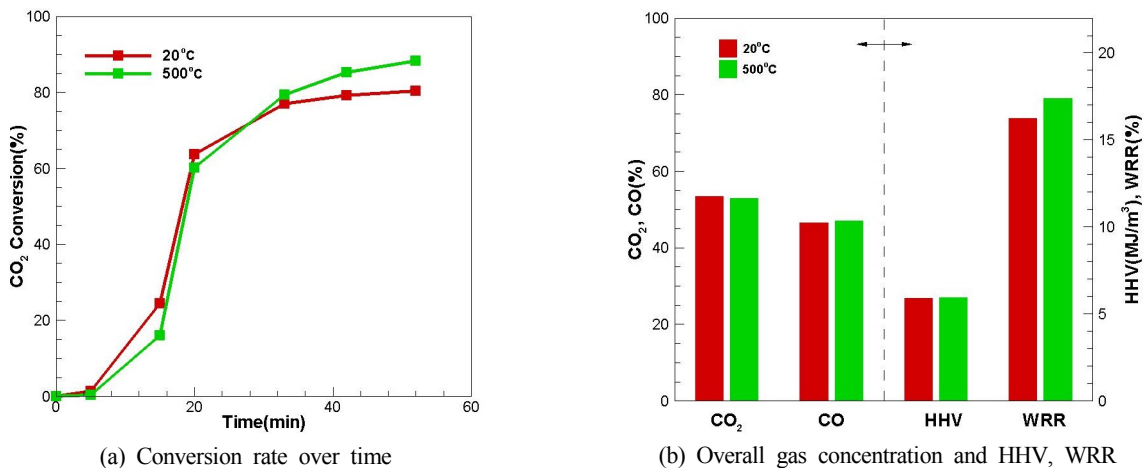 100
80
60
40
20
0
CO₂ Conversion(%)
20°C
500°C
0
20
40
60
Time(min)
(a) Conversion rate over time
100
80
60
40
20
0
CO₂, CO(%)
20°C
500°C
20
15
10
5
0
HHV(MJ/m³), WRR(%)
CO₂
CO
HHV
WRR
(b) Overall gas concentration and HHV, WRR